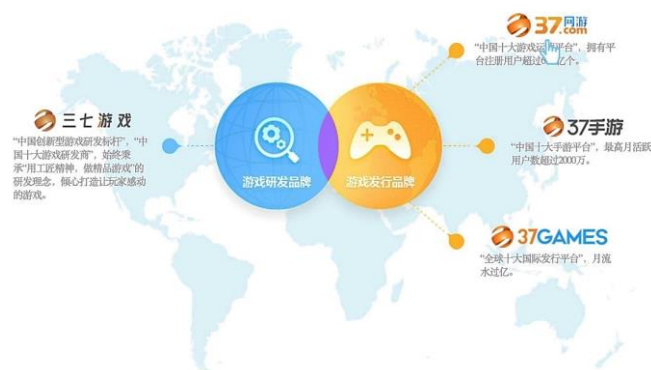 37网游
.com
"中国十大游戏运营平台", 拥有平
台注册用户超过 亿个。
三七游戏
"中国创新型游戏研发标杆", "中
国十大游戏研发商", 始终秉
承"用工匠精神, 做精品游戏"的
研发理念, 倾心打造让玩家感动
的游戏。
游戏研发品牌
游戏发行品牌
37手游
"中国十大手游平台", 最高月活跃
用户数超过2000万。
37GAMES
"全球十大国际发行平台", 月流
水过亿。